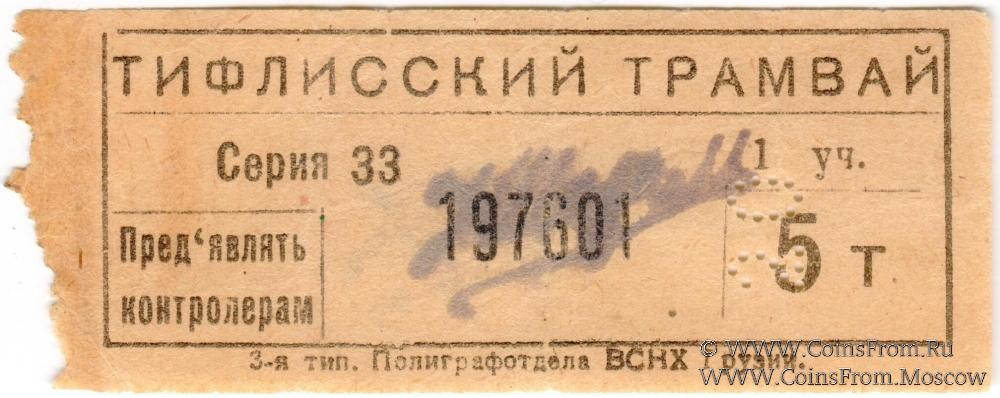 ТИФЛИССКИЙ ТРАМВАЙ
Серия 33
1 уч.
197601
Пред‘являть
контролерам
5 т
3-я тип. Полиграфотдела ВСНХ Грузии.
© WWW.CoinsFrom.Ru
WWW.CoinsFrom.Moscow